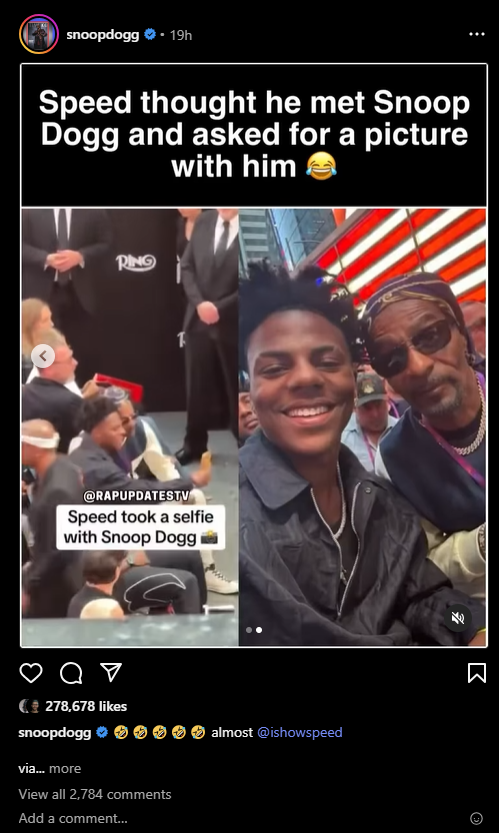 snoopdogg • 19h
Speed thought he met Snoop
Dogg and asked for a picture
with him 😂
RING
@RAPUPDATESTV
Speed took a selfie
with Snoop Dogg 📸
278,678 likes
snoopdogg 🤣 🤣 🤣 🤣 🤣 almost @ishowspeed
via... more
View all 2,784 comments
Add a comment...